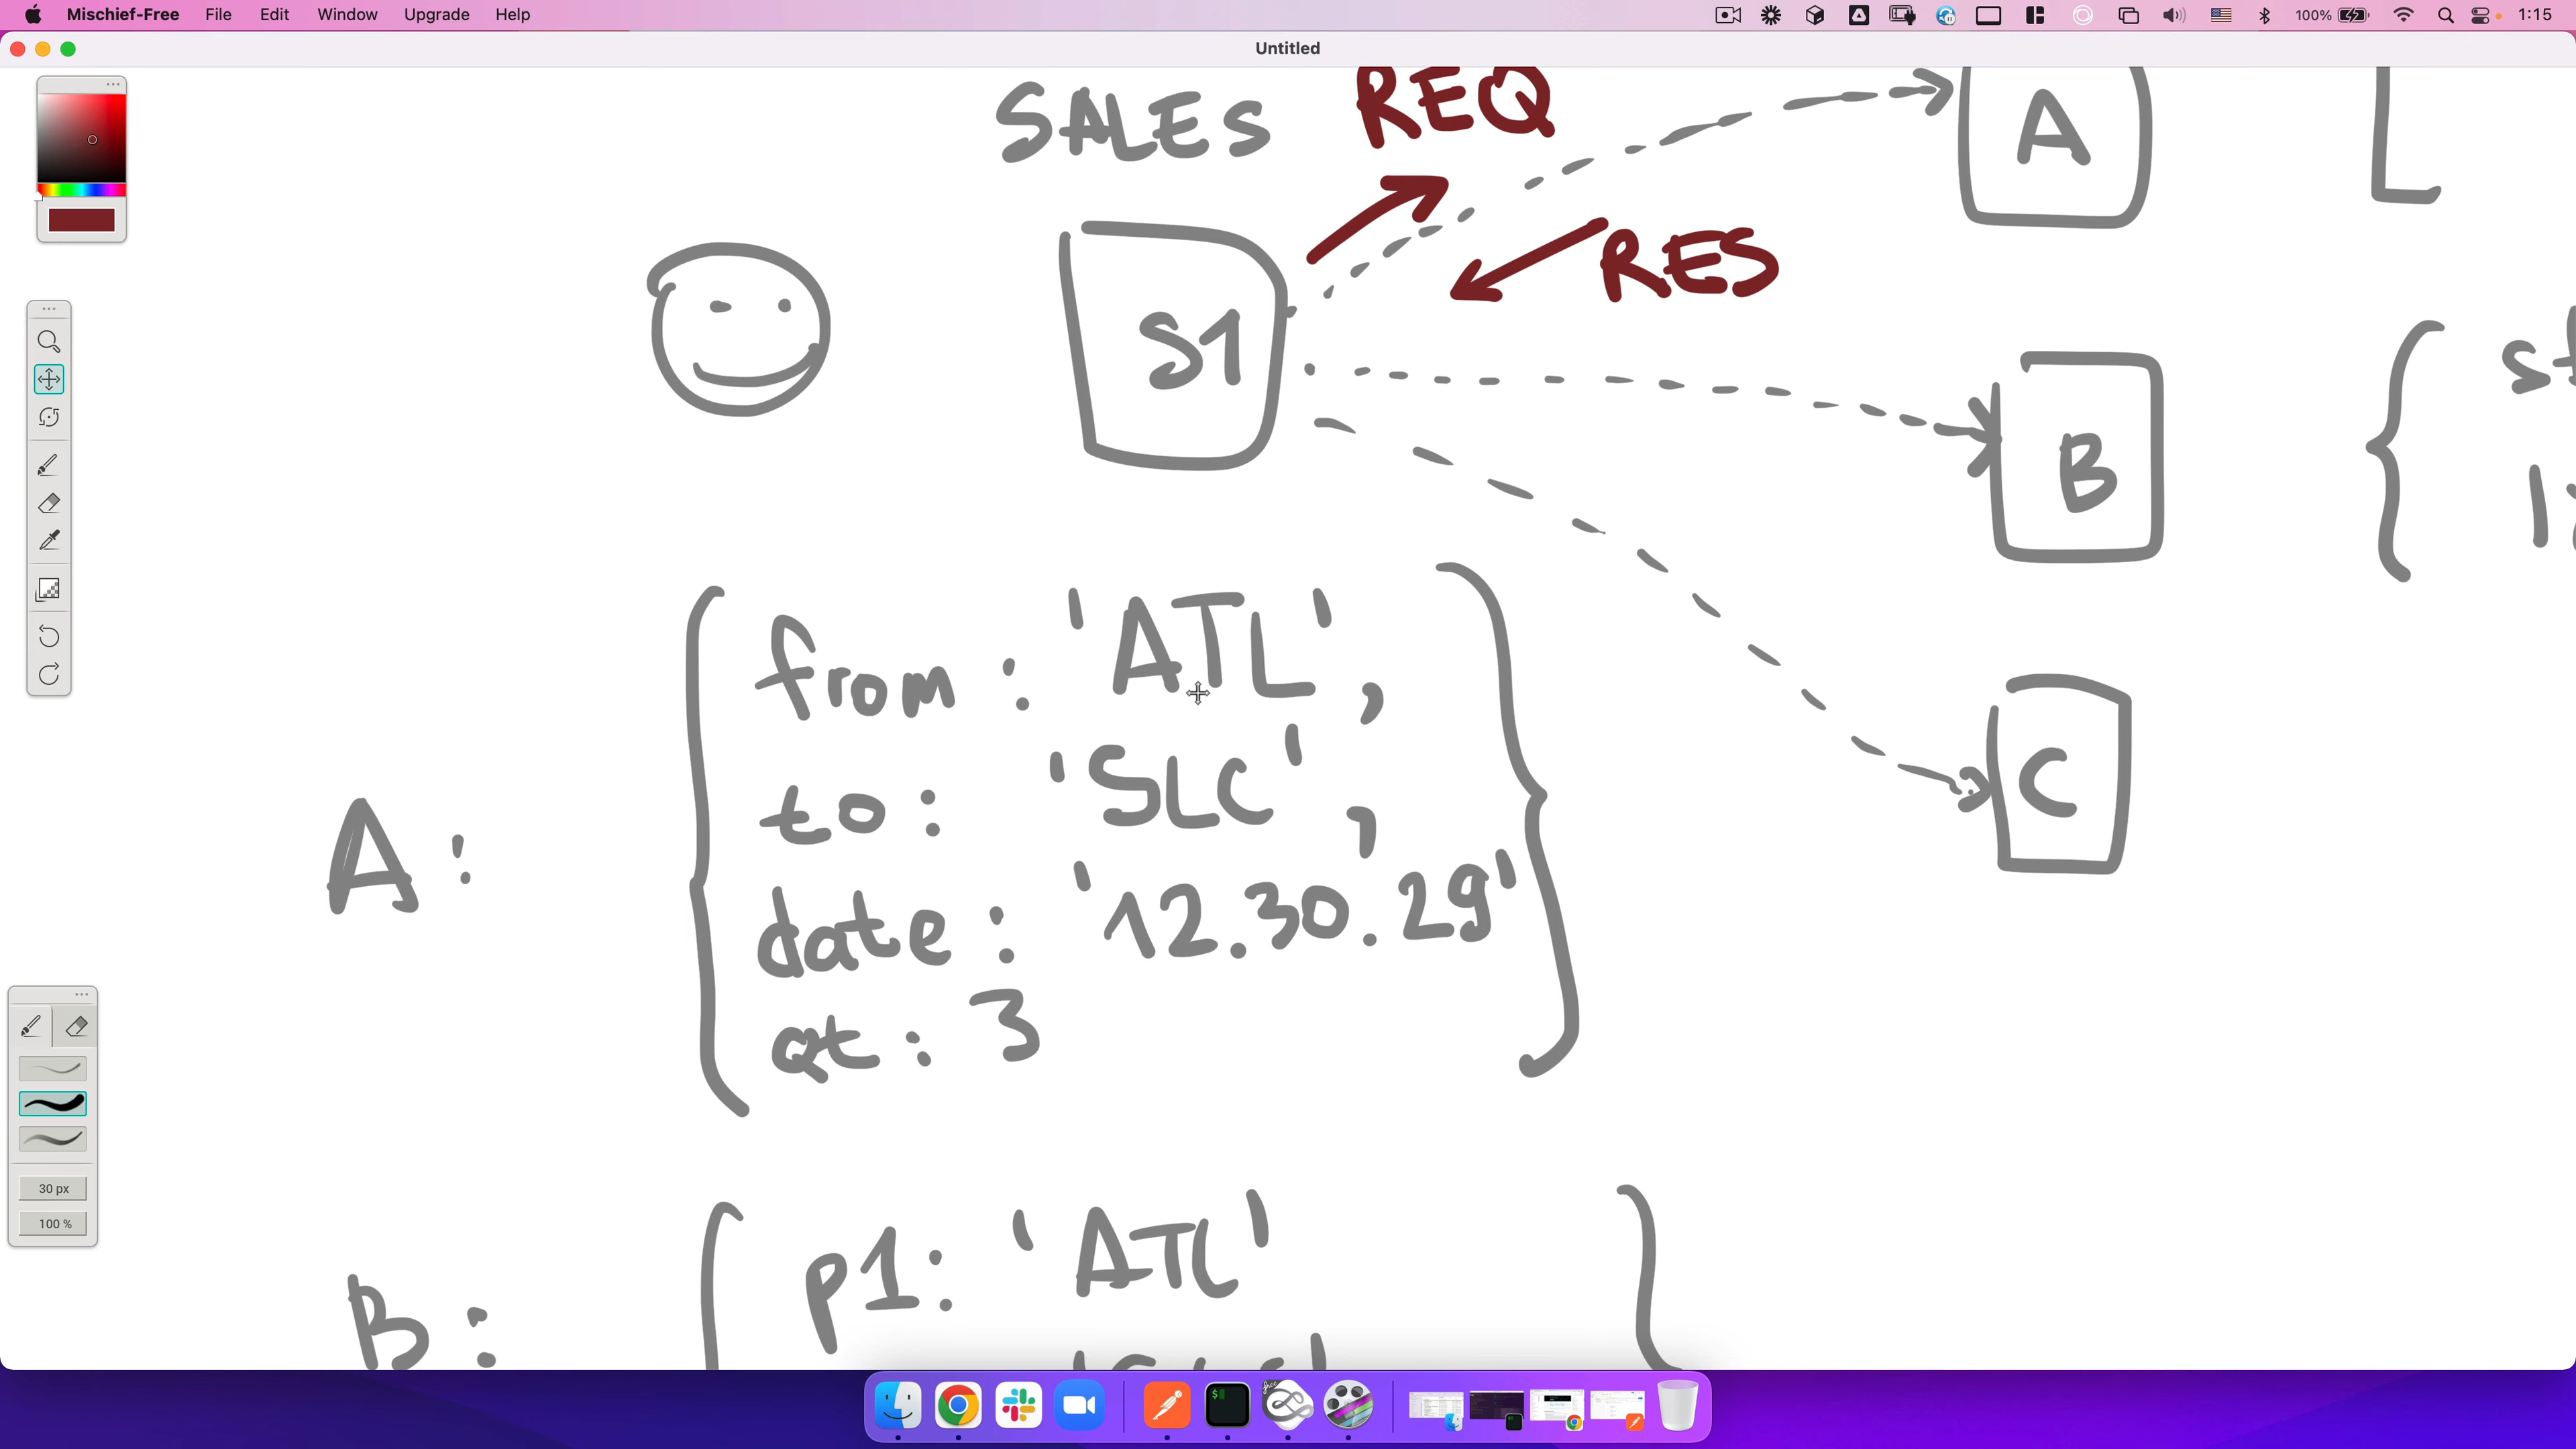 Mischief-Free File Edit Window Upgrade Help 100% 1:15
Untitled
SALES REQ
A
RES
S1
B
from: 'ATL',
to: 'SLC',
C
A:
date: '12.30.29'
qt: 3
30 px
100 %
p1: 'ATL'
B: